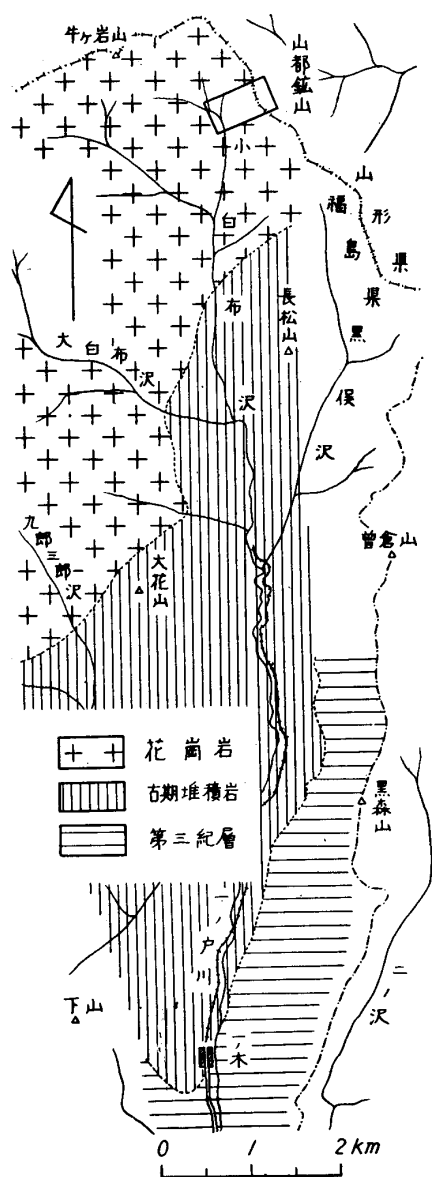 牛ヶ岩山
山都鉱山
小白布沢
山形県
福島県
長松山
黒俣沢
大白布沢
曽倉山
九郎三郎沢
大花山
花崗岩
古期堆積岩
第三紀層
黒森山
一ノ戸川
二ノ沢
下山
一ノ木
0 1 2 km